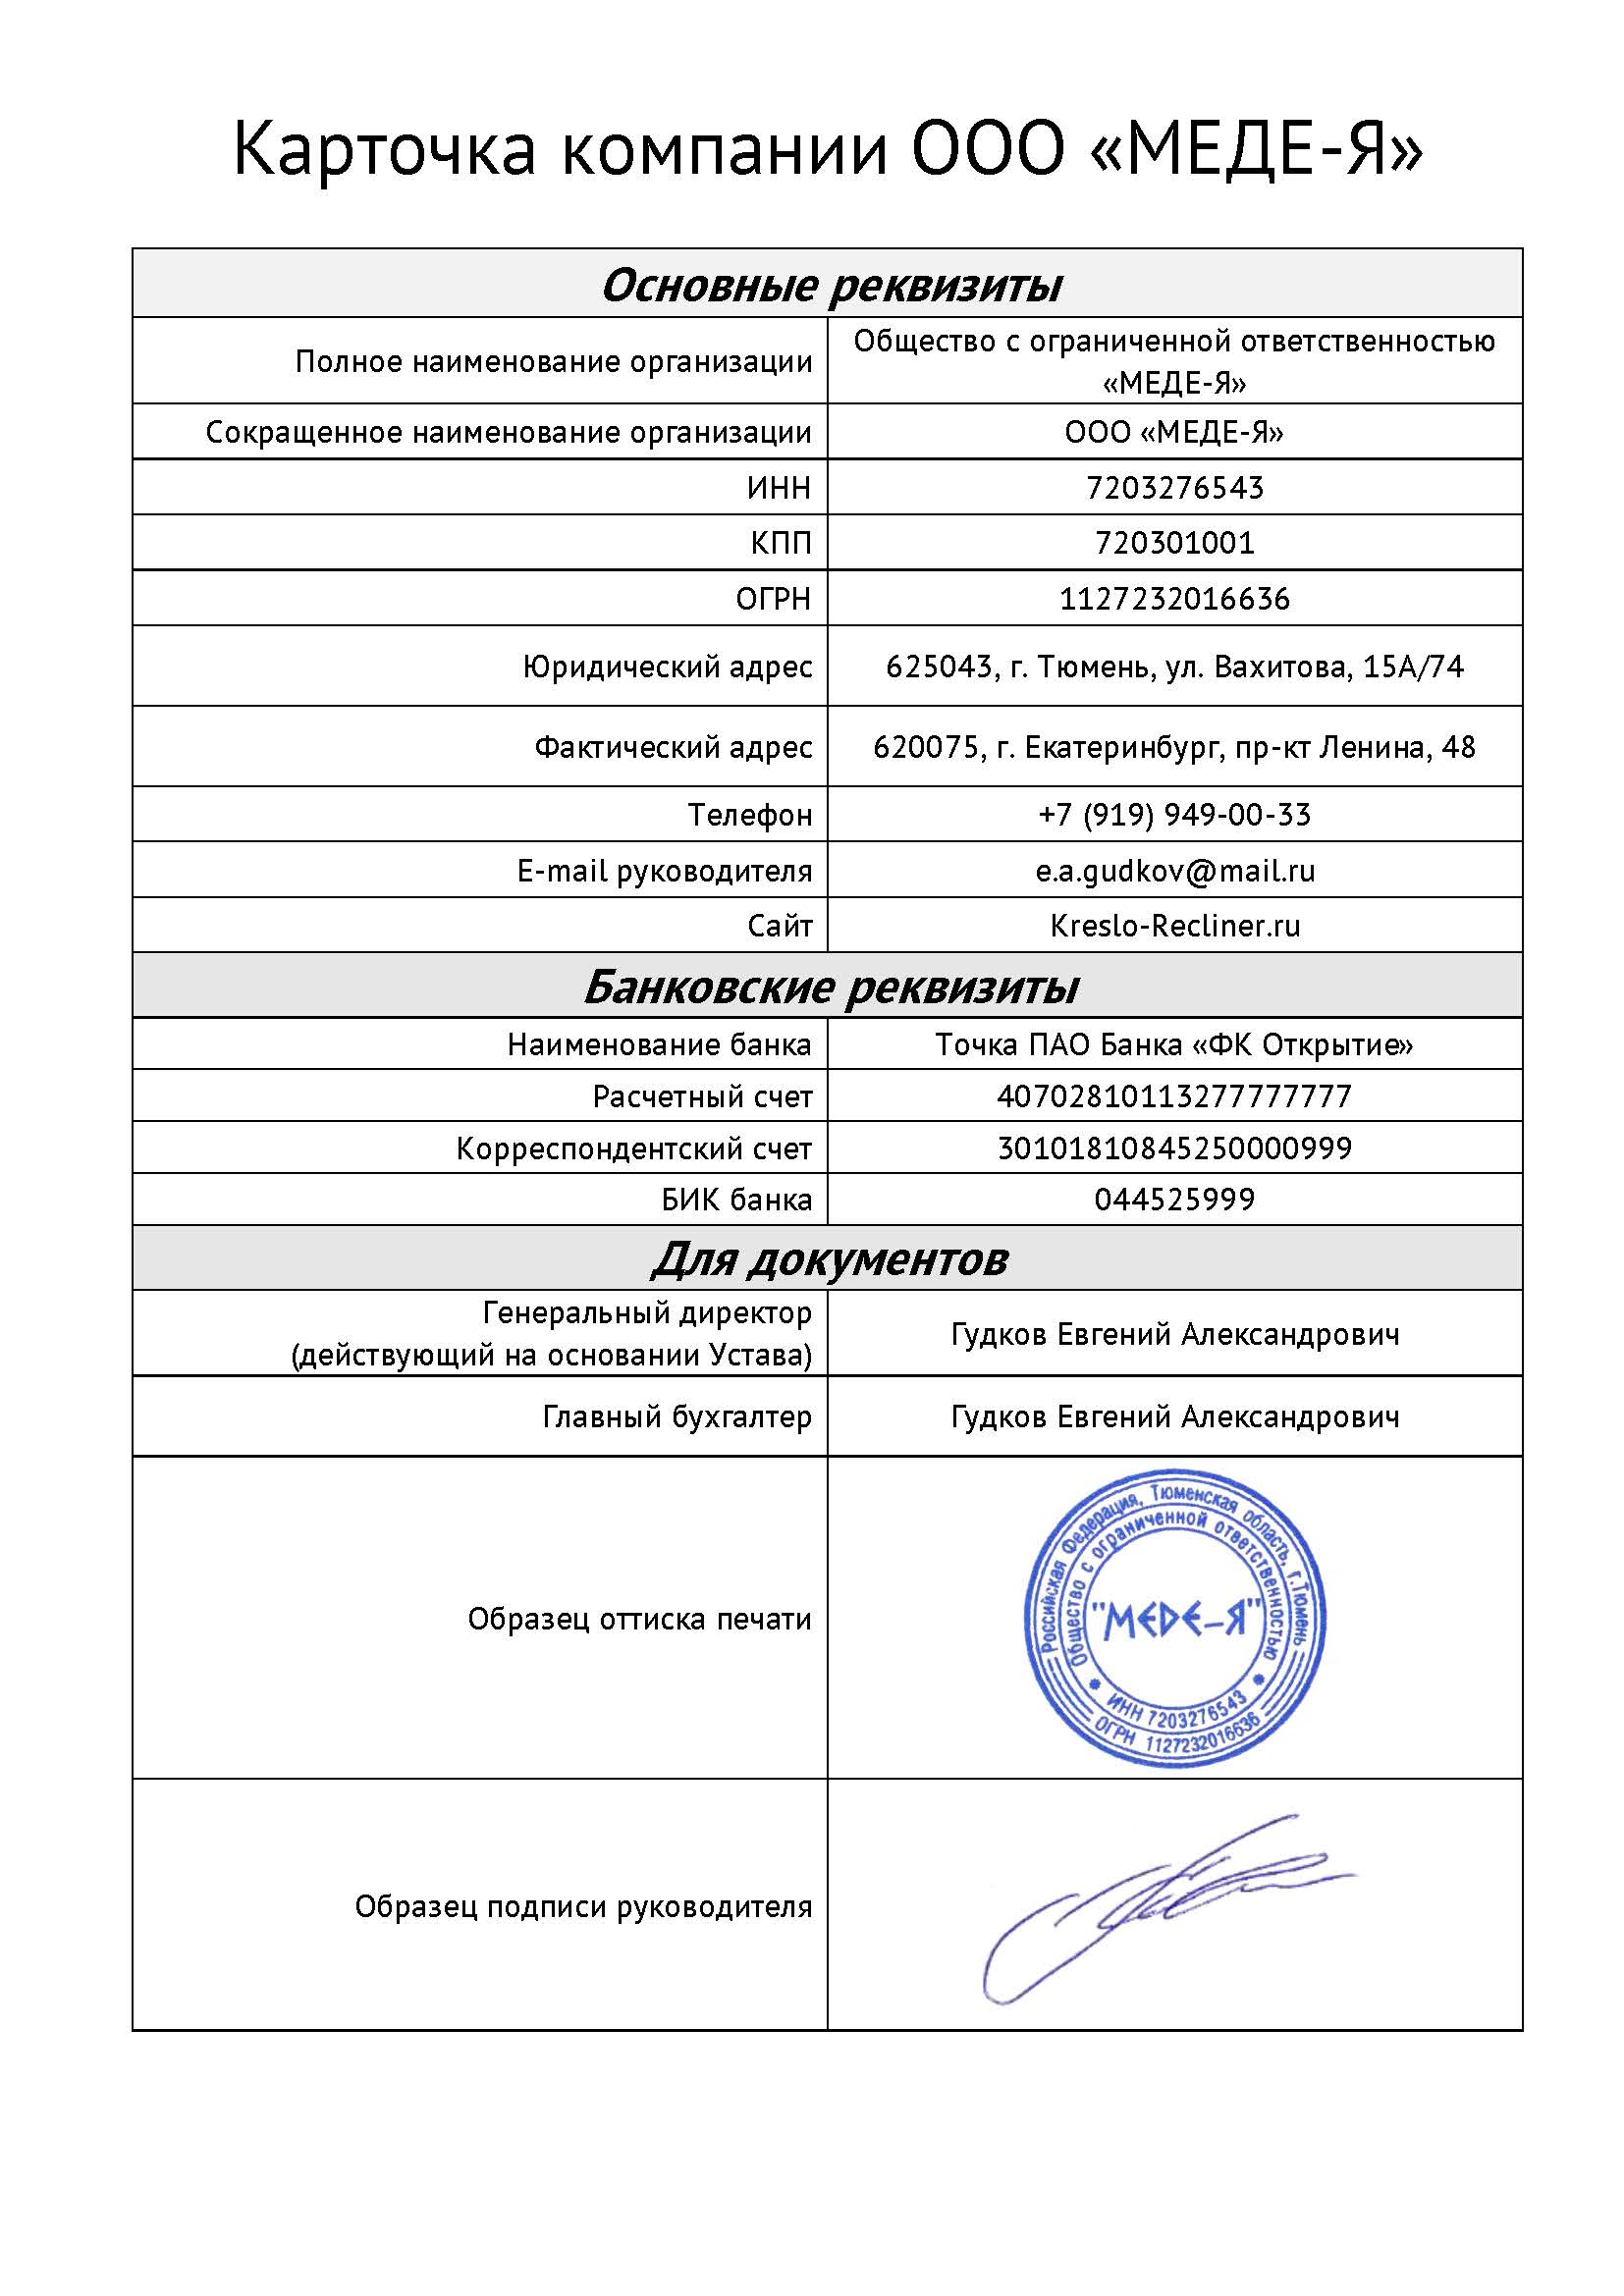 Карточка компании ООО «МЕДЕ-Я»
Основные реквизиты
Полное наименование организации
Общество с ограниченной ответственностью
«МЕДЕ-Я»
Сокращенное наименование организации
ООО «МЕДЕ-Я»
ИНН
7203276543
КПП
720301001
ОГРН
1127232016636
Юридический адрес
625043, г. Тюмень, ул. Вахитова, 15А/74
Фактический адрес
620075, г. Екатеринбург, пр-кт Ленина, 48
Телефон
+7 (919) 949-00-33
E-mail руководителя
e.a.gudkov@mail.ru
Сайт
Kreslo-Recliner.ru
Банковские реквизиты
Наименование банка
Точка ПАО Банка «ФК Открытие»
Расчетный счет
40702810113277777777
Корреспондентский счет
30101810845250000999
БИК банка
044525999
Для документов
Генеральный директор
(действующий на основании Устава)
Гудков Евгений Александрович
Главный бухгалтер
Гудков Евгений Александрович
Образец оттиска печати
Российская Федерация, Тюменская область, г.Тюмень
Общество с ограниченной ответственностью
"МЕДЕ-Я"
ИНН 7203276543
ОГРН 1127232016636
Образец подписи руководителя